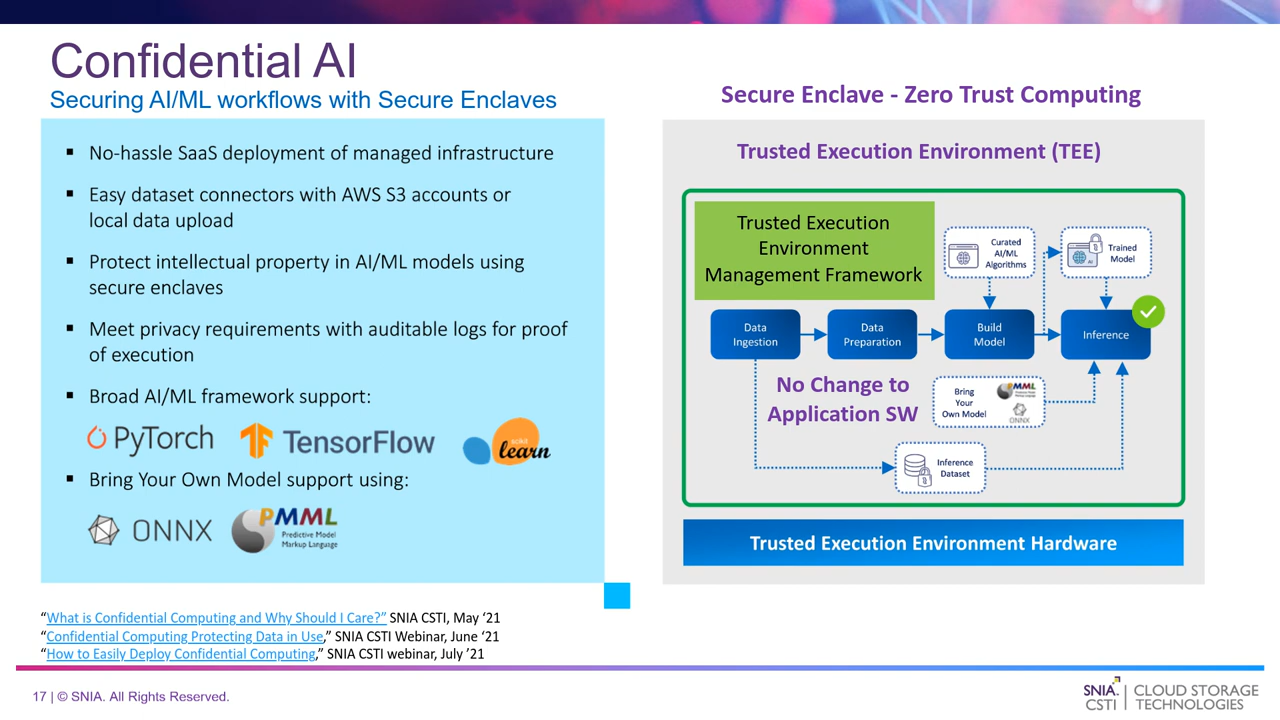 Confidential AI
Securing AI/ML workflows with Secure Enclaves
▪ No-hassle SaaS deployment of managed infrastructure
▪ Easy dataset connectors with AWS S3 accounts or
local data upload
▪ Protect intellectual property in AI/ML models using
secure enclaves
▪ Meet privacy requirements with auditable logs for proof
of execution
▪ Broad AI/ML framework support:
PyTorch TensorFlow scikit learn
▪ Bring Your Own Model support using:
ONNX PMML
Predictive Model
Markup Language
Secure Enclave - Zero Trust Computing
Trusted Execution Environment (TEE)
Trusted Execution
Environment
Management Framework
Curated
AI/ML
Algorithms
AI
Trained
Model
Data
Ingestion
Data
Preparation
Build
Model
Inference
No Change to
Application SW
Bring
Your
Own Model
PMML
Predictive Model
Markup Language
ONNX
Inference
Dataset
Trusted Execution Environment Hardware
“What is Confidential Computing and Why Should I Care?” SNIA CSTI, May ‘21
“Confidential Computing Protecting Data in Use,” SNIA CSTI Webinar, June ‘21
“How to Easily Deploy Confidential Computing,” SNIA CSTI webinar, July ’21
17 | © SNIA. All Rights Reserved.
SNIA.
CSTI
CLOUD STORAGE
TECHNOLOGIES